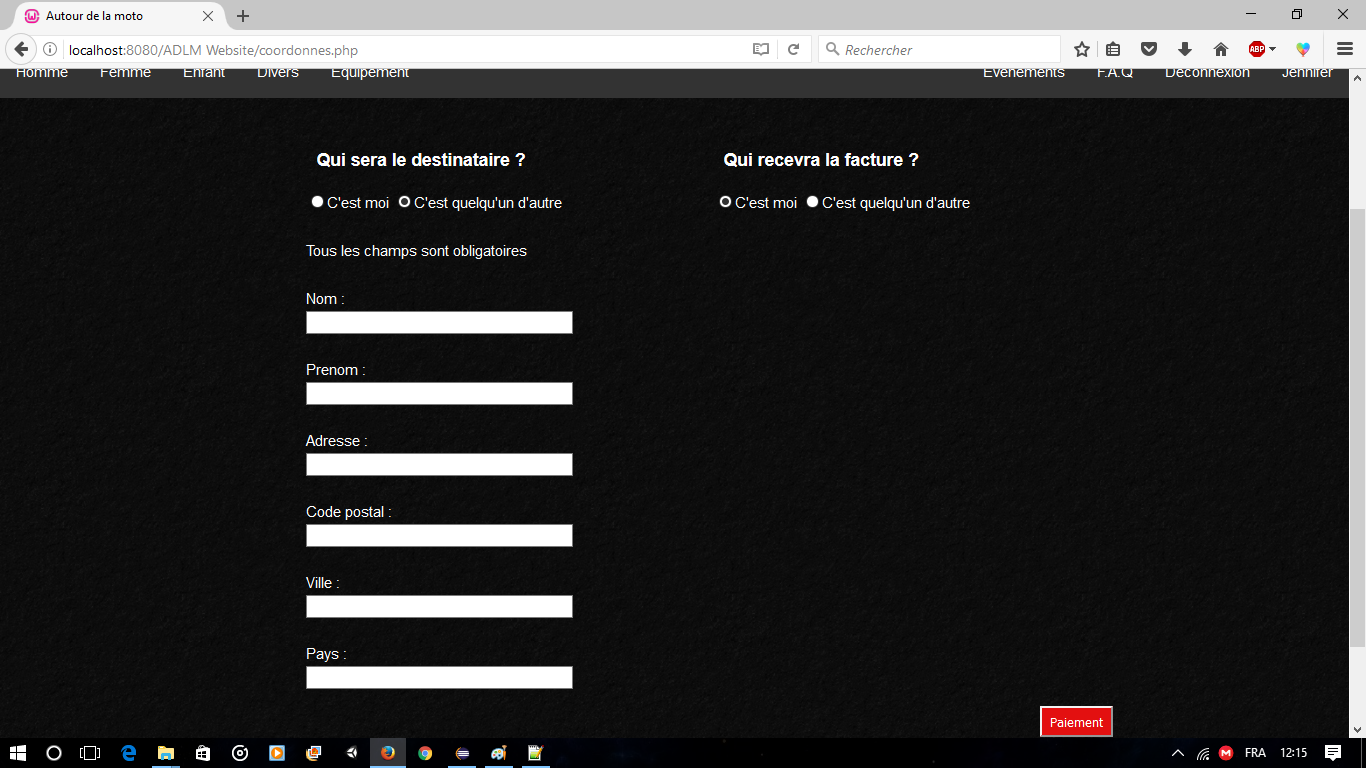 Autour de la moto
localhost:8080/ADLM Website/coordonnes.php
Rechercher
ABP
Homme Femme Enfant Divers Equipement Evenements F.A.Q Deconnexion Jennifer
Qui sera le destinataire ? Qui recevra la facture ?
C'est moi C'est quelqu'un d'autre C'est moi C'est quelqu'un d'autre
Tous les champs sont obligatoires
Nom :
Prenom :
Adresse :
Code postal :
Ville :
Pays :
Paiement
FRA 12:15